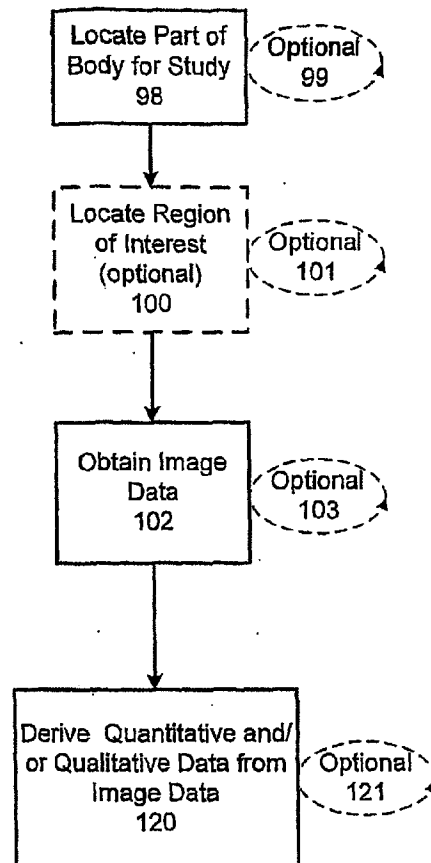 Locate Part of
Body for Study
98
Optional
99
Locate Region
of Interest
(optional)
100
Optional
101
Obtain Image
Data
102
Optional
103
Derive Quantitative and/
or Qualitative Data from
Image Data
120
Optional
121